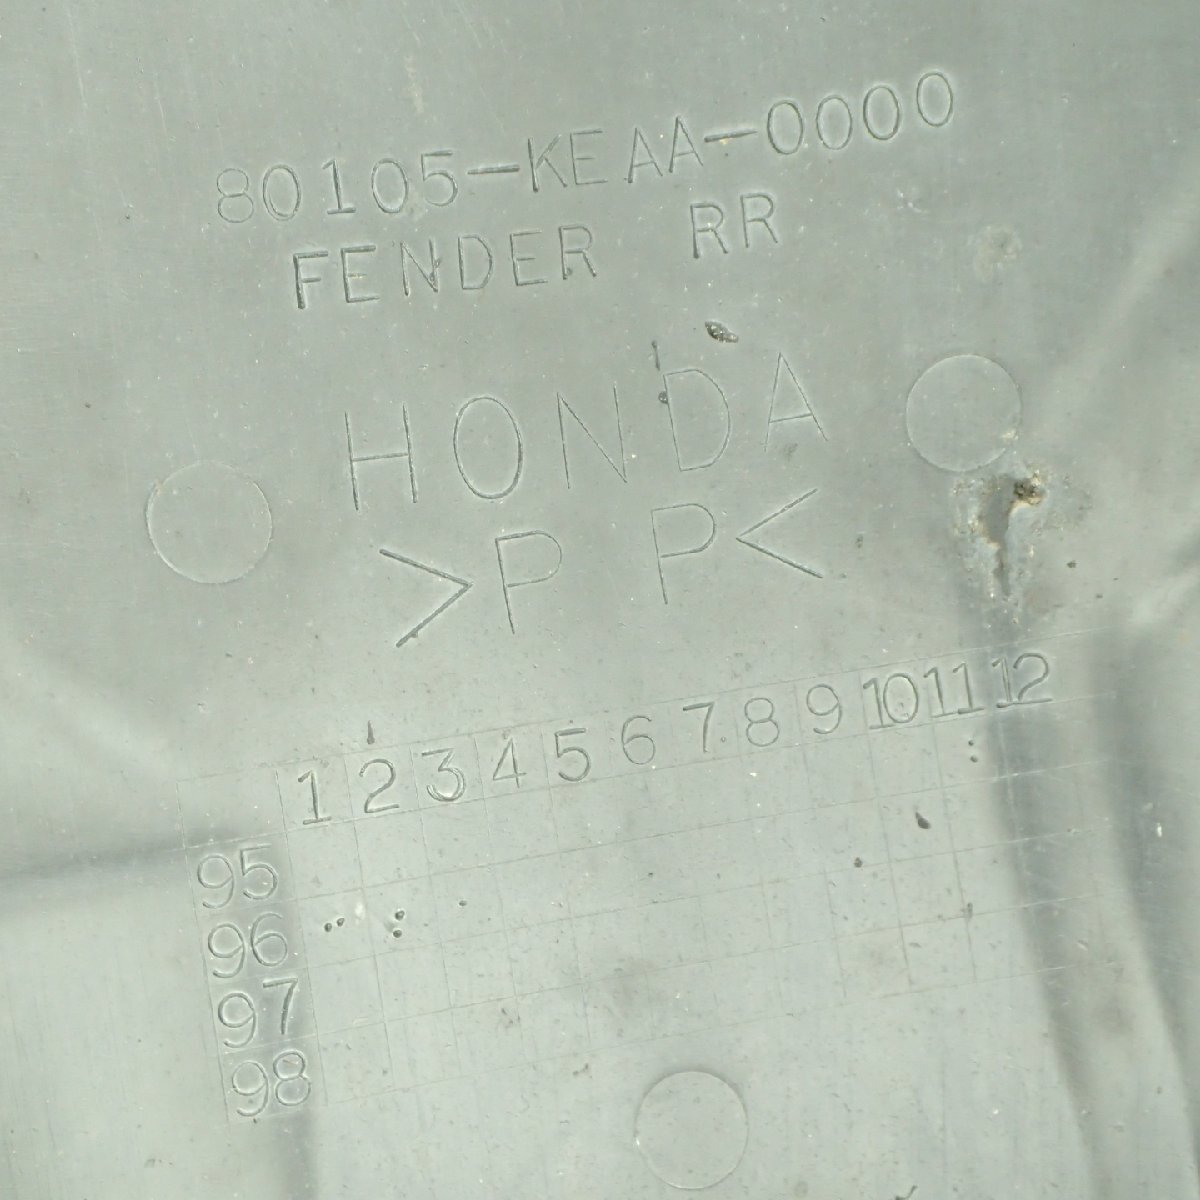 80105-KEAA-0000
FENDER RR
HONDA
>P P<
1 2 3 4 5 6 7 8 9 10 11 12
95
96
97
98